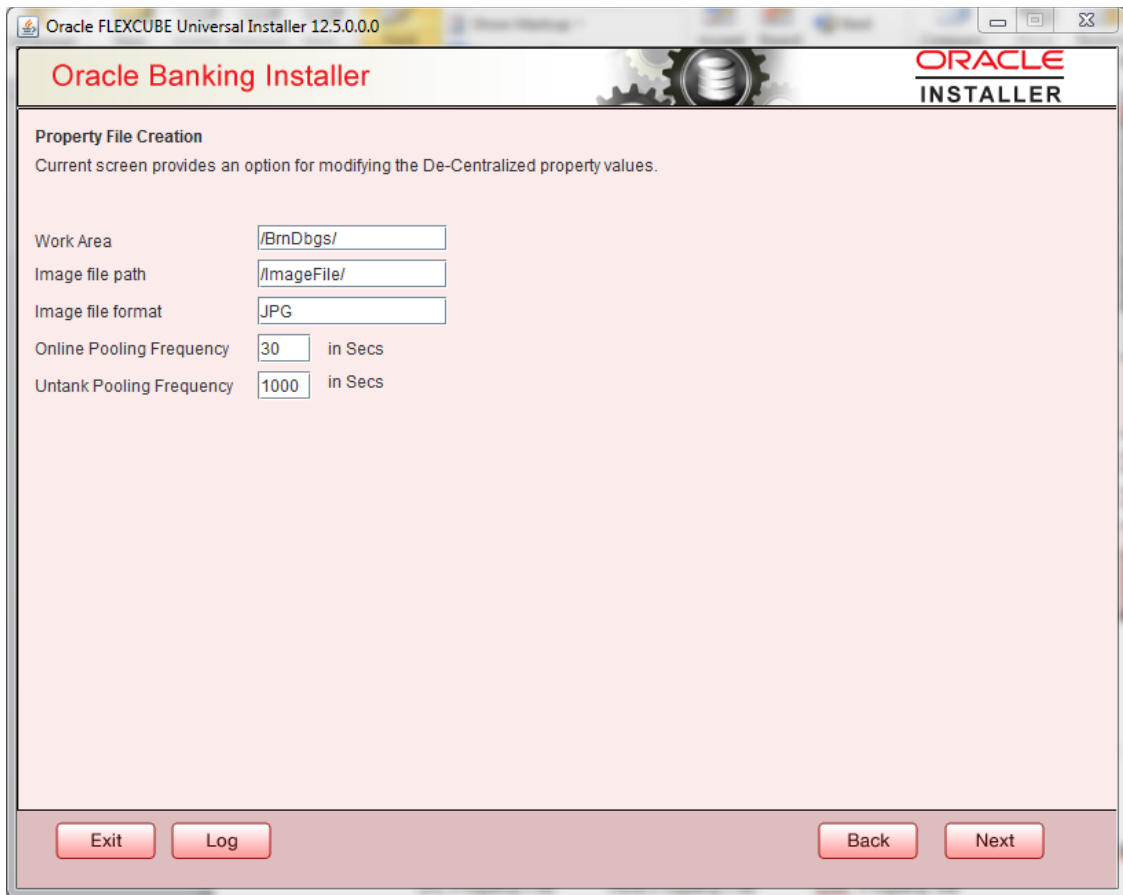 Oracle FLEXCUBE Universal Installer 12.5.0.0.0
Oracle Banking Installer
ORACLE
INSTALLER
Property File Creation
Current screen provides an option for modifying the De-Centralized property values.
Work Area /BrnDbgs/
Image file path /ImageFile/
Image file format JPG
Online Pooling Frequency 30 in Secs
Untank Pooling Frequency 1000 in Secs
Exit Log Back Next